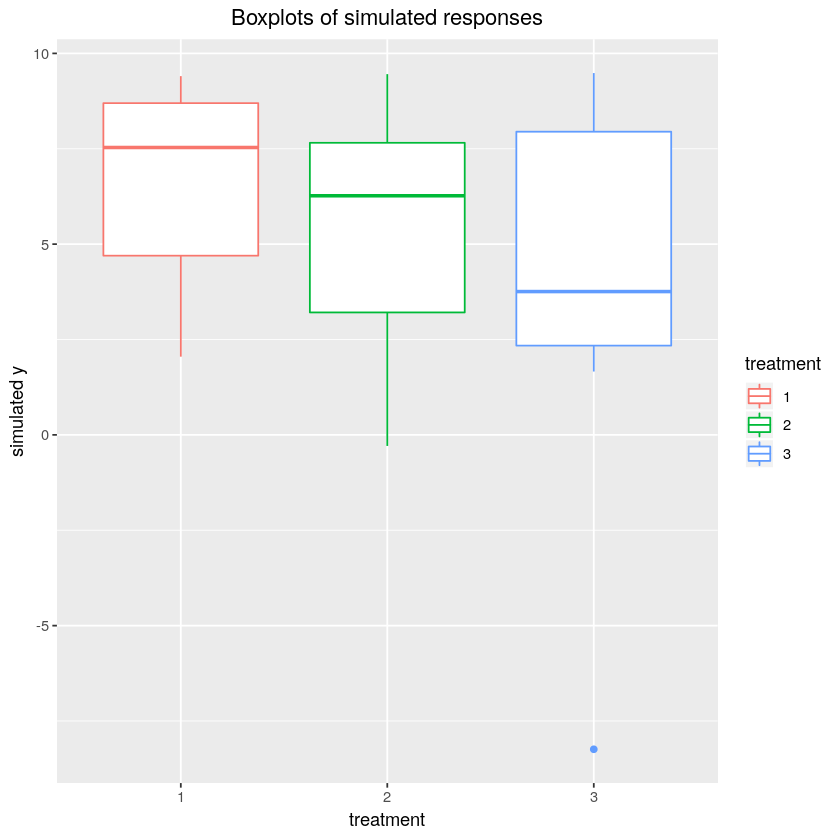 Boxplots of simulated responses
10
5
0
-5
simulated y
1
2
3
treatment
treatment
1
2
3